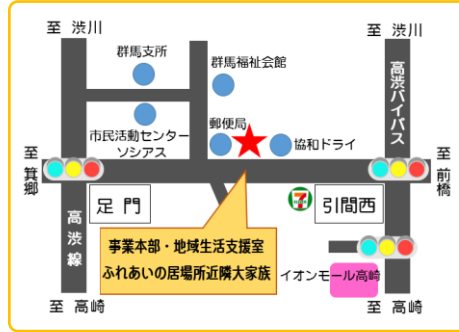 至 渋川
至 渋川
群馬支所
群馬福祉会館
高渋バイパス
市民活動センター
ソシアス
郵便局
協和ドライ
至 箕郷
至 前橋
足 門
引間西
高渋線
事業本部・地域生活支援室
ふれあいの居場所近隣大家族
イオンモール高崎
至 高崎
至 高崎